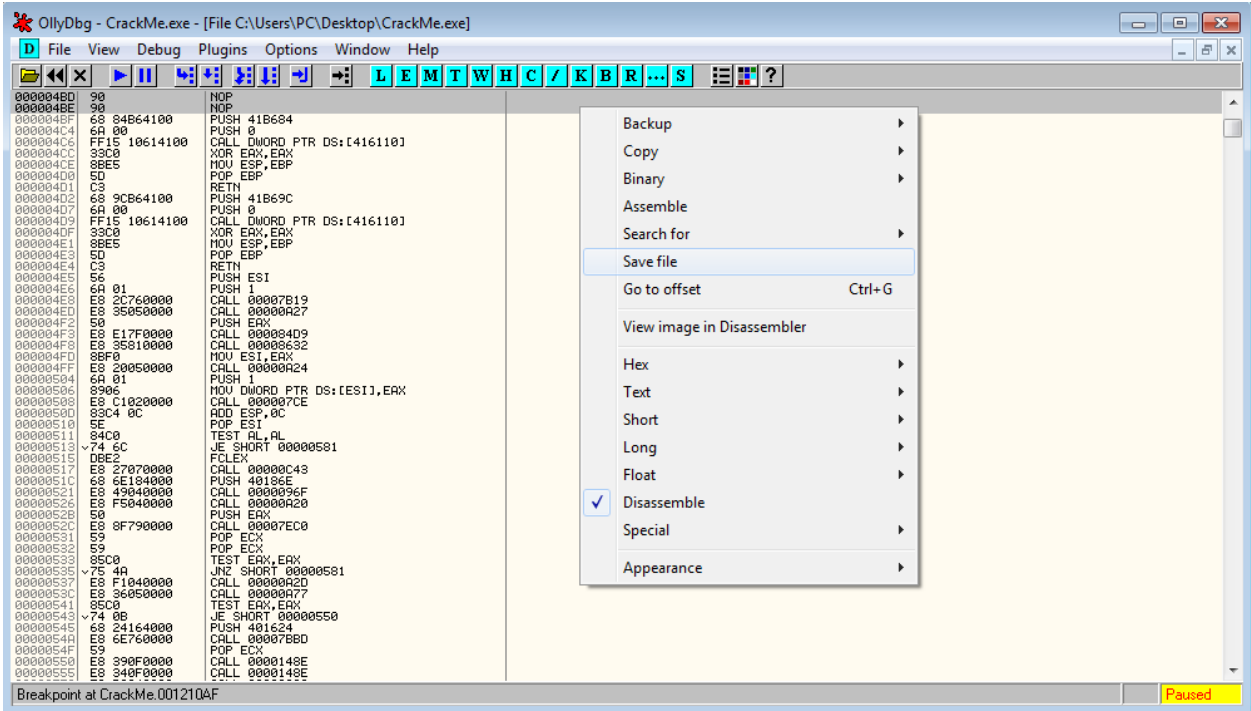 OllyDbg - CrackMe.exe - [File C:\Users\PC\Desktop\CrackMe.exe]
D File View Debug Plugins Options Window Help
L E M T W H C / K B R ... S ?
000004BD 90 NOP
000004BE 90 NOP
000004BF 68 84B64100 PUSH 41B684
000004C4 6A 00 PUSH 0
000004C6 FF15 10614100 CALL DWORD PTR DS:[416110]
000004CC 33C0 XOR EAX,EAX
000004CE 8BE5 MOV ESP,EBP
000004D0 5D POP EBP
000004D1 C3 RETN
000004D2 68 9CB64100 PUSH 41B69C
000004D7 6A 00 PUSH 0
000004D9 FF15 10614100 CALL DWORD PTR DS:[416110]
000004DF 33C0 XOR EAX,EAX
000004E1 8BE5 MOV ESP,EBP
000004E3 5D POP EBP
000004E4 C3 RETN
000004E5 56 PUSH ESI
000004E6 6A 01 PUSH 1
000004E8 E8 2C760000 CALL 00007B19
000004ED E8 35050000 CALL 00000A27
000004F2 50 PUSH EAX
000004F3 E8 E17F0000 CALL 000084D9
000004F8 E8 35810000 CALL 00008632
000004FD 8BF0 MOV ESI,EAX
000004FF E8 20050000 CALL 00000A24
00000504 6A 01 PUSH 1
00000506 8906 MOV DWORD PTR DS:[ESI],EAX
00000508 E8 C1020000 CALL 000007CE
0000050D 83C4 0C ADD ESP,0C
00000510 5E POP ESI
00000511 84C0 TEST AL,AL
00000513 74 6C JE SHORT 00000581
00000515 DBE2 FCLEX
00000517 E8 27070000 CALL 00000C43
0000051C 68 6E184000 PUSH 40186E
00000521 E8 49040000 CALL 0000096F
00000526 E8 F5040000 CALL 00000A20
0000052B 50 PUSH EAX
0000052C E8 8F790000 CALL 00007EC0
00000531 59 POP ECX
00000532 59 POP ECX
00000533 85C0 TEST EAX,EAX
00000535 75 4A JNZ SHORT 00000581
00000537 E8 F1040000 CALL 00000A2D
0000053C E8 36050000 CALL 00000A77
00000541 85C0 TEST EAX,EAX
00000543 74 0B JE SHORT 00000550
00000545 68 24164000 PUSH 401624
0000054A E8 6E760000 CALL 00007BBD
0000054F 59 POP ECX
00000550 E8 390F0000 CALL 0000148E
00000555 E8 340F0000 CALL 0000148E
Backup
Copy
Binary
Assemble
Search for
Save file
Go to offset Ctrl+G
View image in Disassembler
Hex
Text
Short
Long
Float
Disassemble
Special
Appearance
Breakpoint at CrackMe.001210AF
Paused